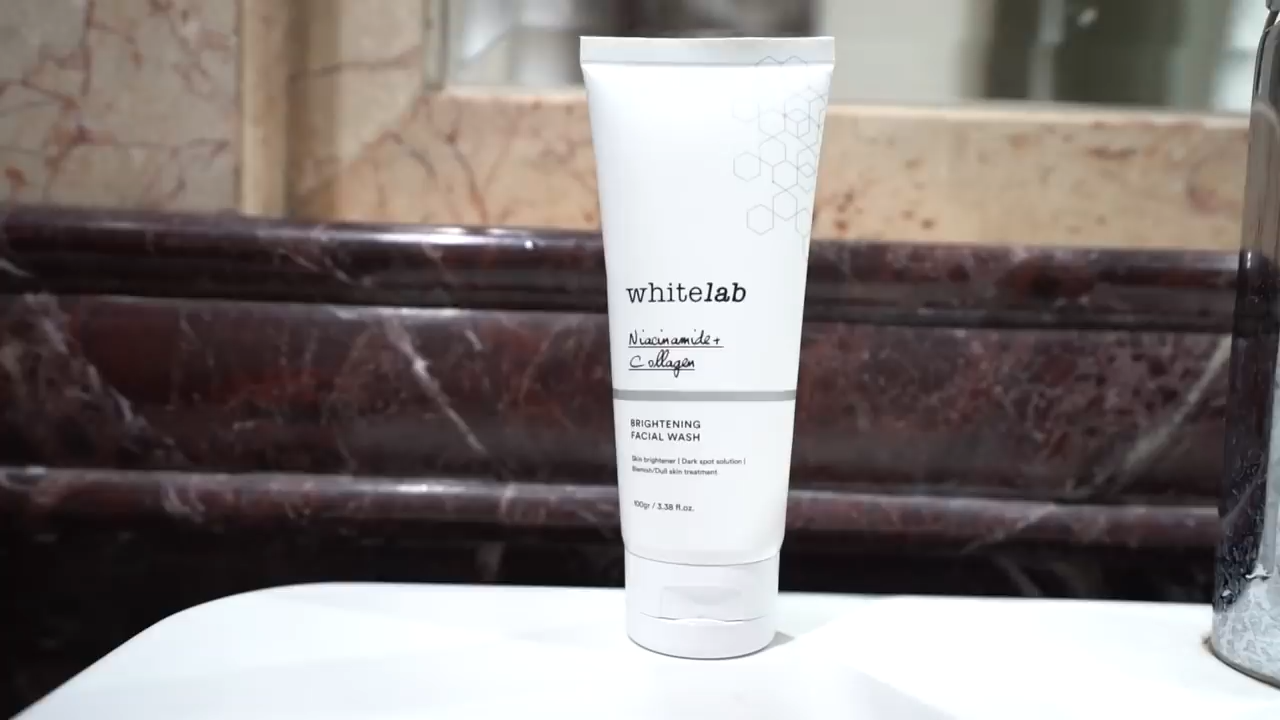 whitelab
Niacinamide+
Collagen
BRIGHTENING
FACIAL WASH
Skin brightener | Dark spot solution |
Blemish/Dull skin treatment
100gr / 3.38 fl.oz.